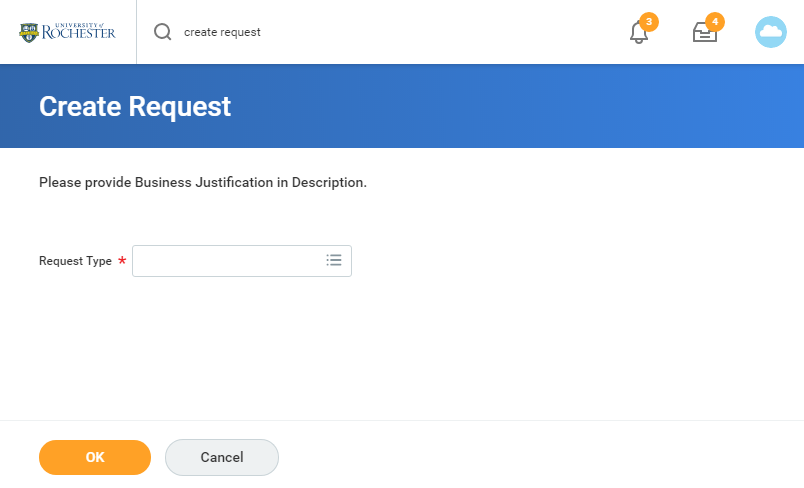 UNIVERSITY of
ROCHESTER
create request
3
4
Create Request
Please provide Business Justification in Description.
Request Type *
OK
Cancel